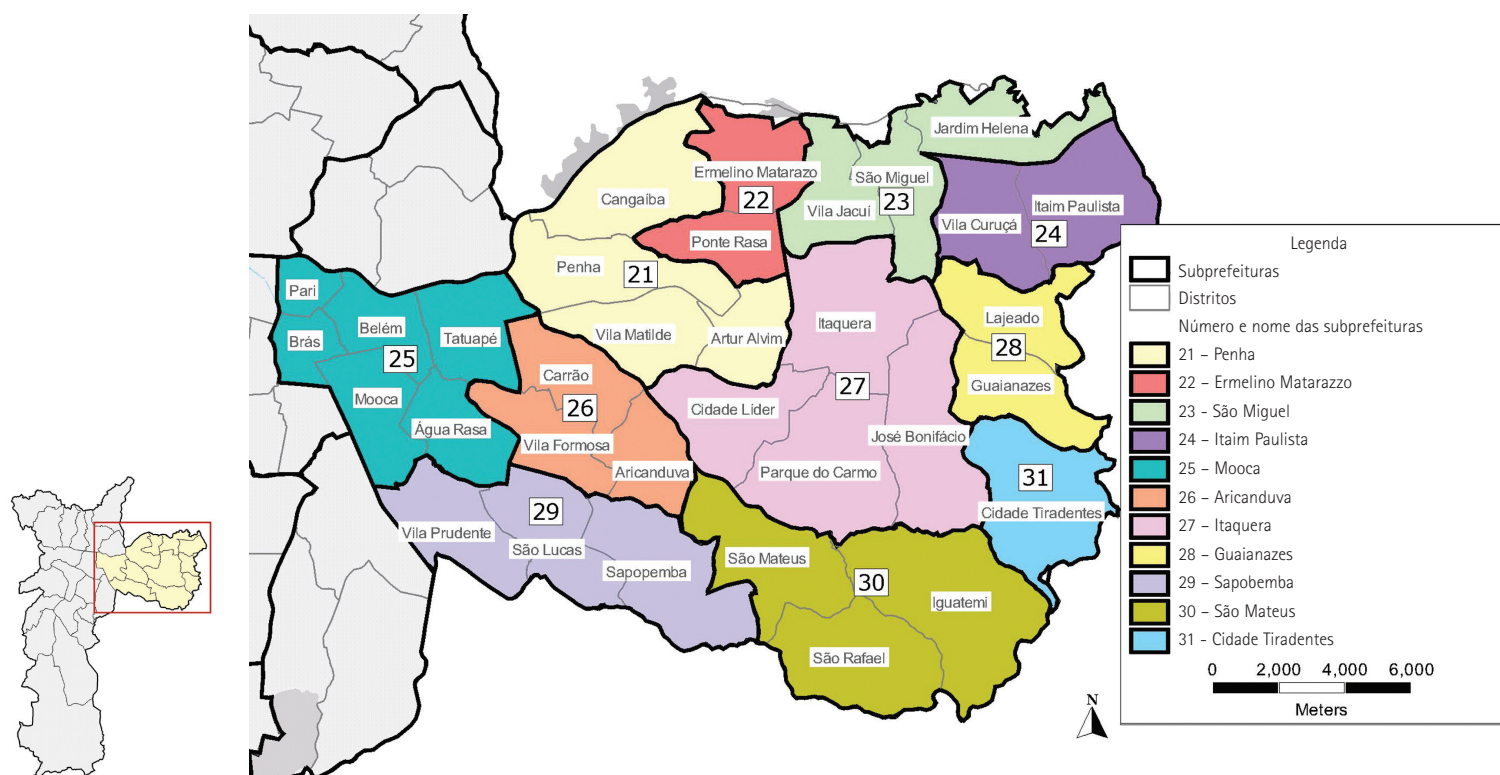 Jardim Helena
Ermelino Matarazo
São Miguel
22
23
Cangaíba
Vila Jacuí
Itaim Paulista
Vila Curuçá
24
Ponte Rasa
Penha
21
Pari
Belém
Brás
Tatuapé
25
Vila Matilde
Artur Alvim
Itaquera
Lajeado
28
Guaianazes
Carrão
26
27
Mooca
Água Rasa
Vila Formosa
Cidade Líder
José Bonifácio
Aricanduva
Parque do Carmo
31
Cidade Tiradentes
29
Vila Prudente
São Lucas
Sapopemba
São Mateus
30
Iguatemi
São Rafael
N
Legenda
Subprefeituras
Distritos
Número e nome das subprefeituras
21 – Penha
22 – Ermelino Matarazzo
23 – São Miguel
24 – Itaim Paulista
25 – Mooca
26 – Aricanduva
27 – Itaquera
28 – Guaianazes
29 – Sapobemba
30 – São Mateus
31 - Cidade Tiradentes
0 2,000 4,000 6,000
Meters